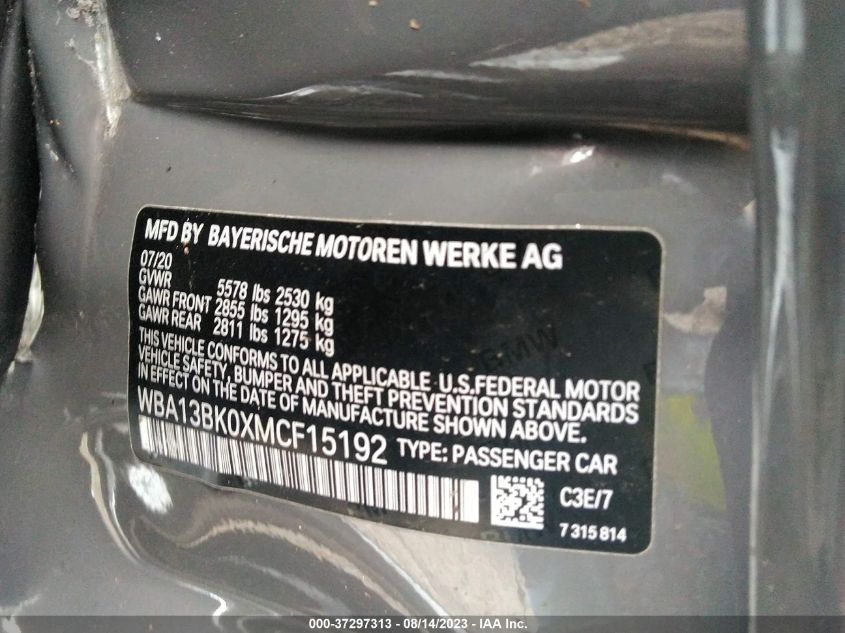 MFD BY BAYERISCHE MOTOREN WERKE AG
07/20
GVWR 5578 lbs 2530 kg
GAWR FRONT 2855 lbs 1295 kg
GAWR REAR 2811 lbs 1275 kg
THIS VEHICLE CONFORMS TO ALL APPLICABLE U.S.FEDERAL MOTOR
VEHICLE SAFETY, BUMPER AND THEFT PREVENTION STANDARDS
IN EFFECT ON THE DATE OF MANUFACTURE SHOWN ABOVE.
WBA13BK0XMCF15192 TYPE: PASSENGER CAR
C3E/7
7 315 814
000-37297313 - 08/14/2023 - © IAA Inc.